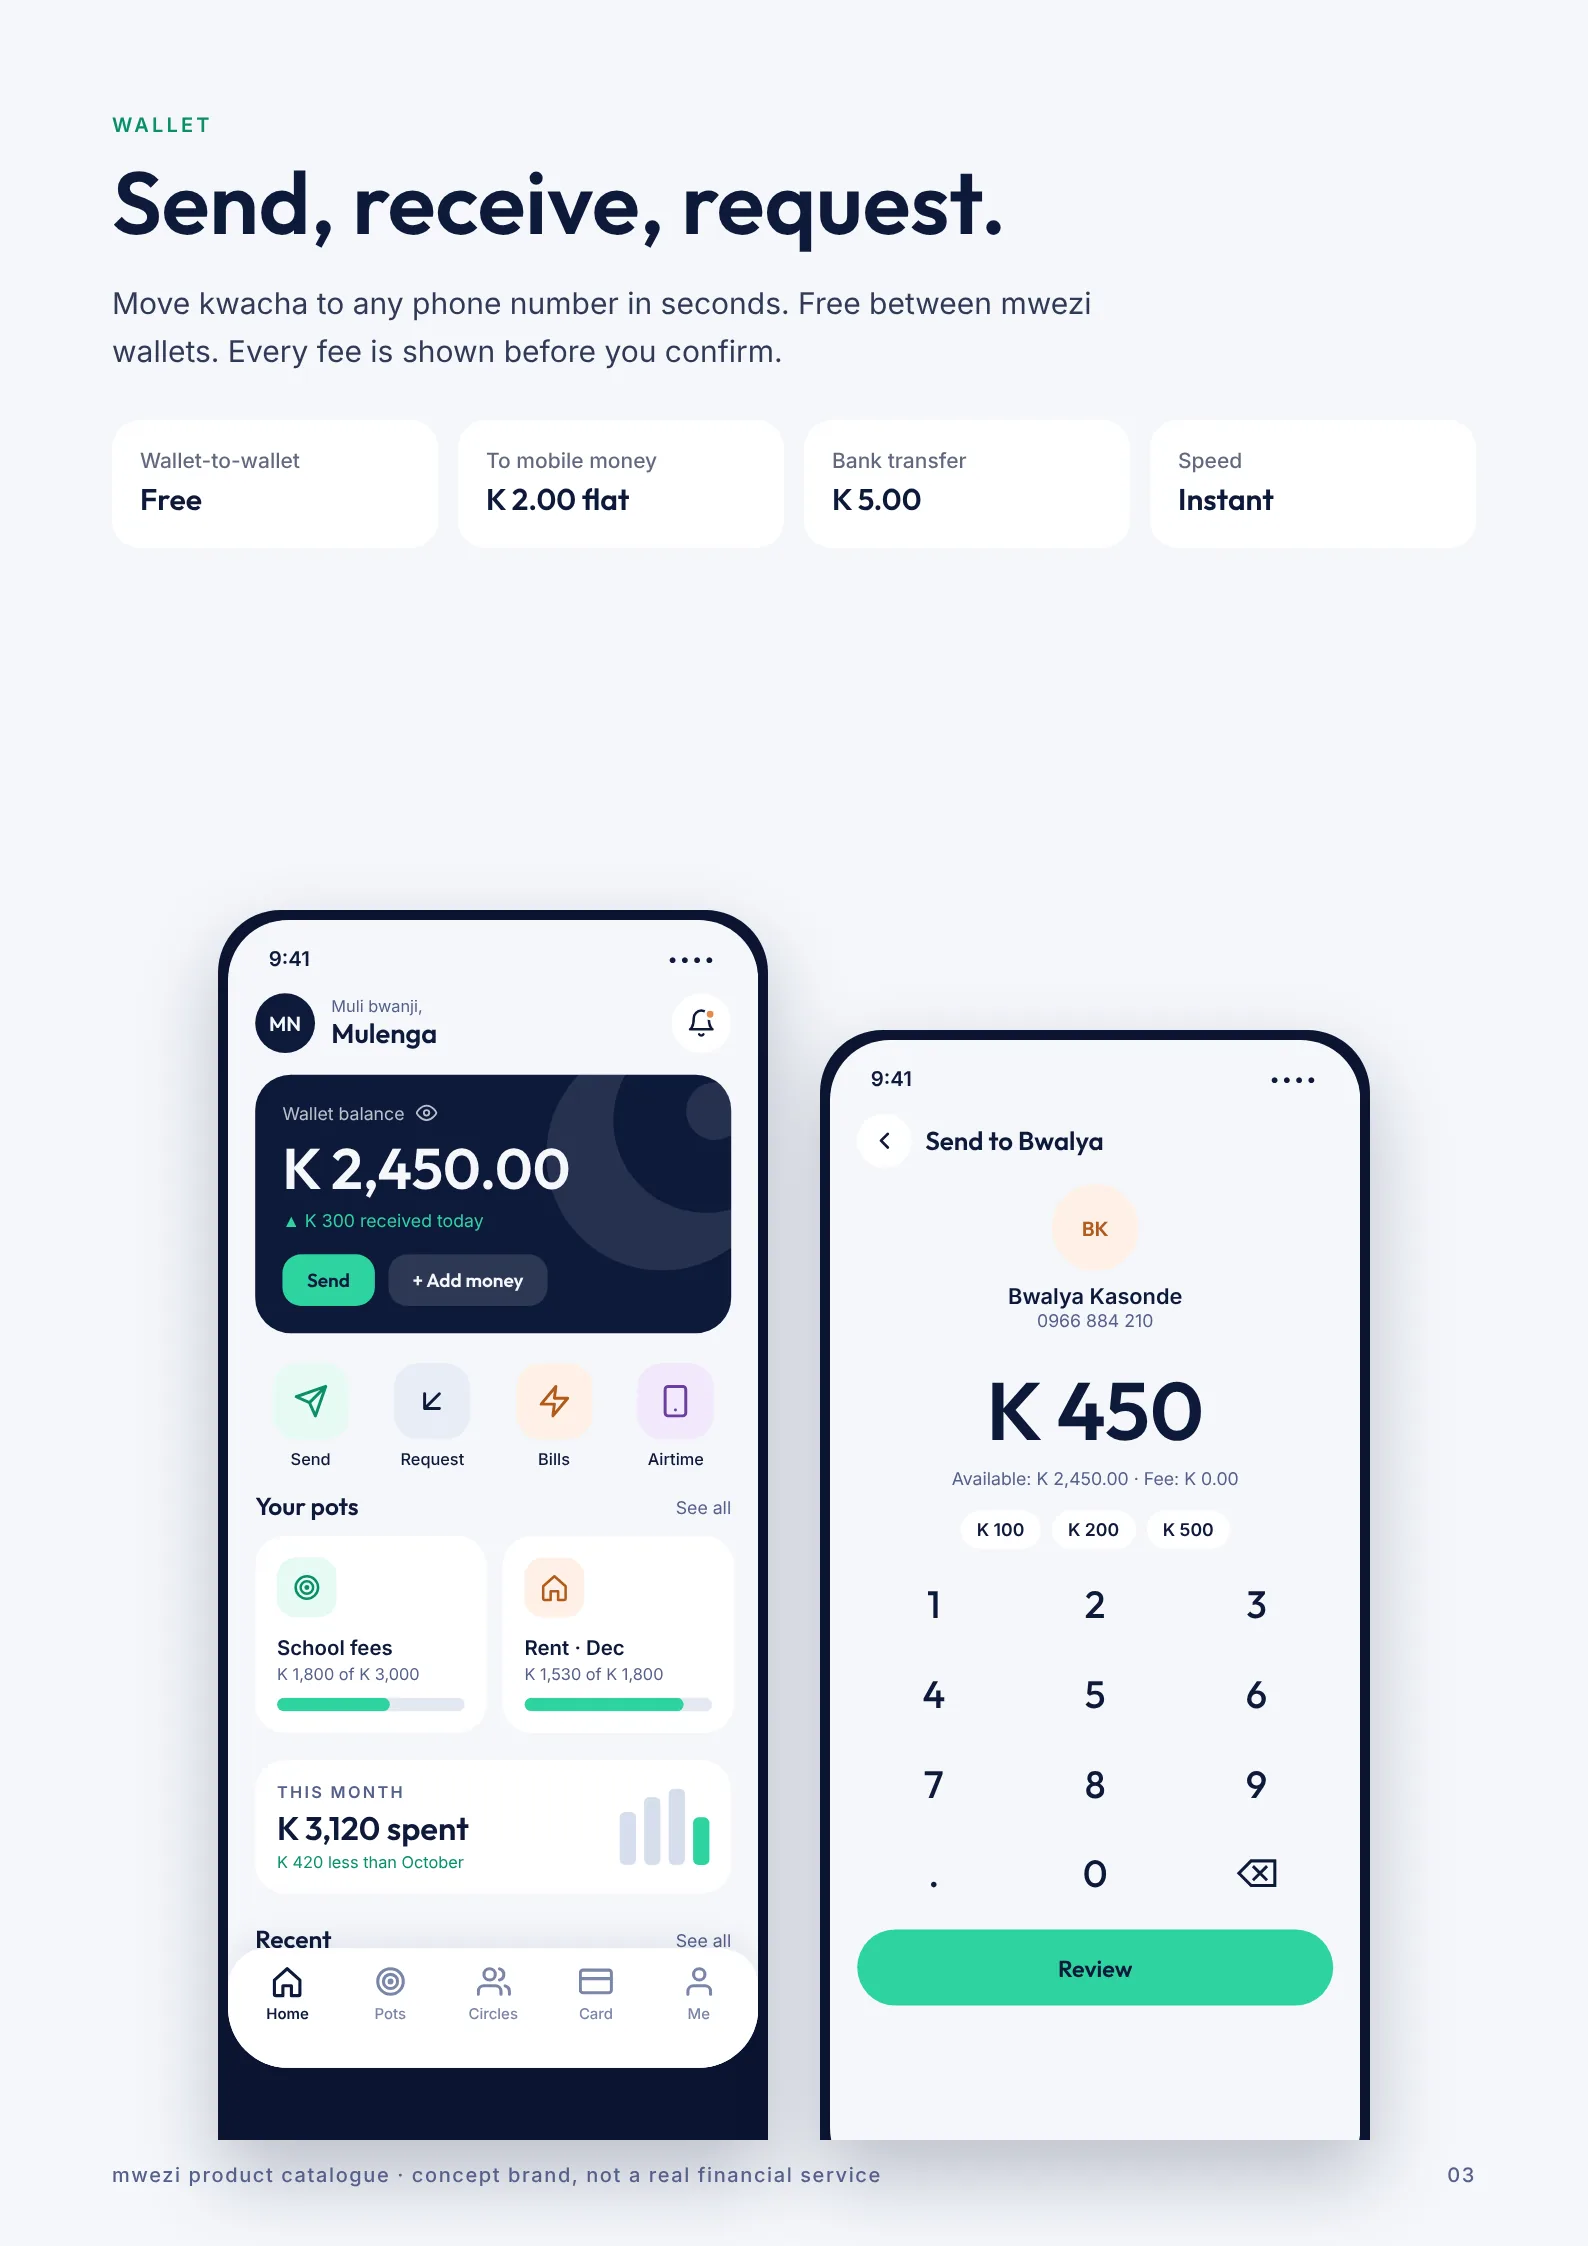 WALLET
Send, receive, request.
Move kwacha to any phone number in seconds. Free between mwezi
wallets. Every fee is shown before you confirm.
Wallet-to-wallet
Free
To mobile money
K 2.00 flat
Bank transfer
K 5.00
Speed
Instant
9:41
MN
Muli bwanji,
Mulenga
Wallet balance
K 2,450.00
▲ K 300 received today
Send
+ Add money
Send
Request
Bills
Airtime
Your pots
See all
School fees
K 1,800 of K 3,000
Rent · Dec
K 1,530 of K 1,800
THIS MONTH
K 3,120 spent
K 420 less than October
Recent
See all
Home
Pots
Circles
Card
Me
9:41
Send to Bwalya
BK
Bwalya Kasonde
0966 884 210
K 450
Available: K 2,450.00 · Fee: K 0.00
K 100
K 200
K 500
1 2 3
4 5 6
7 8 9
. 0
Review
mwezi product catalogue · concept brand, not a real financial service
03